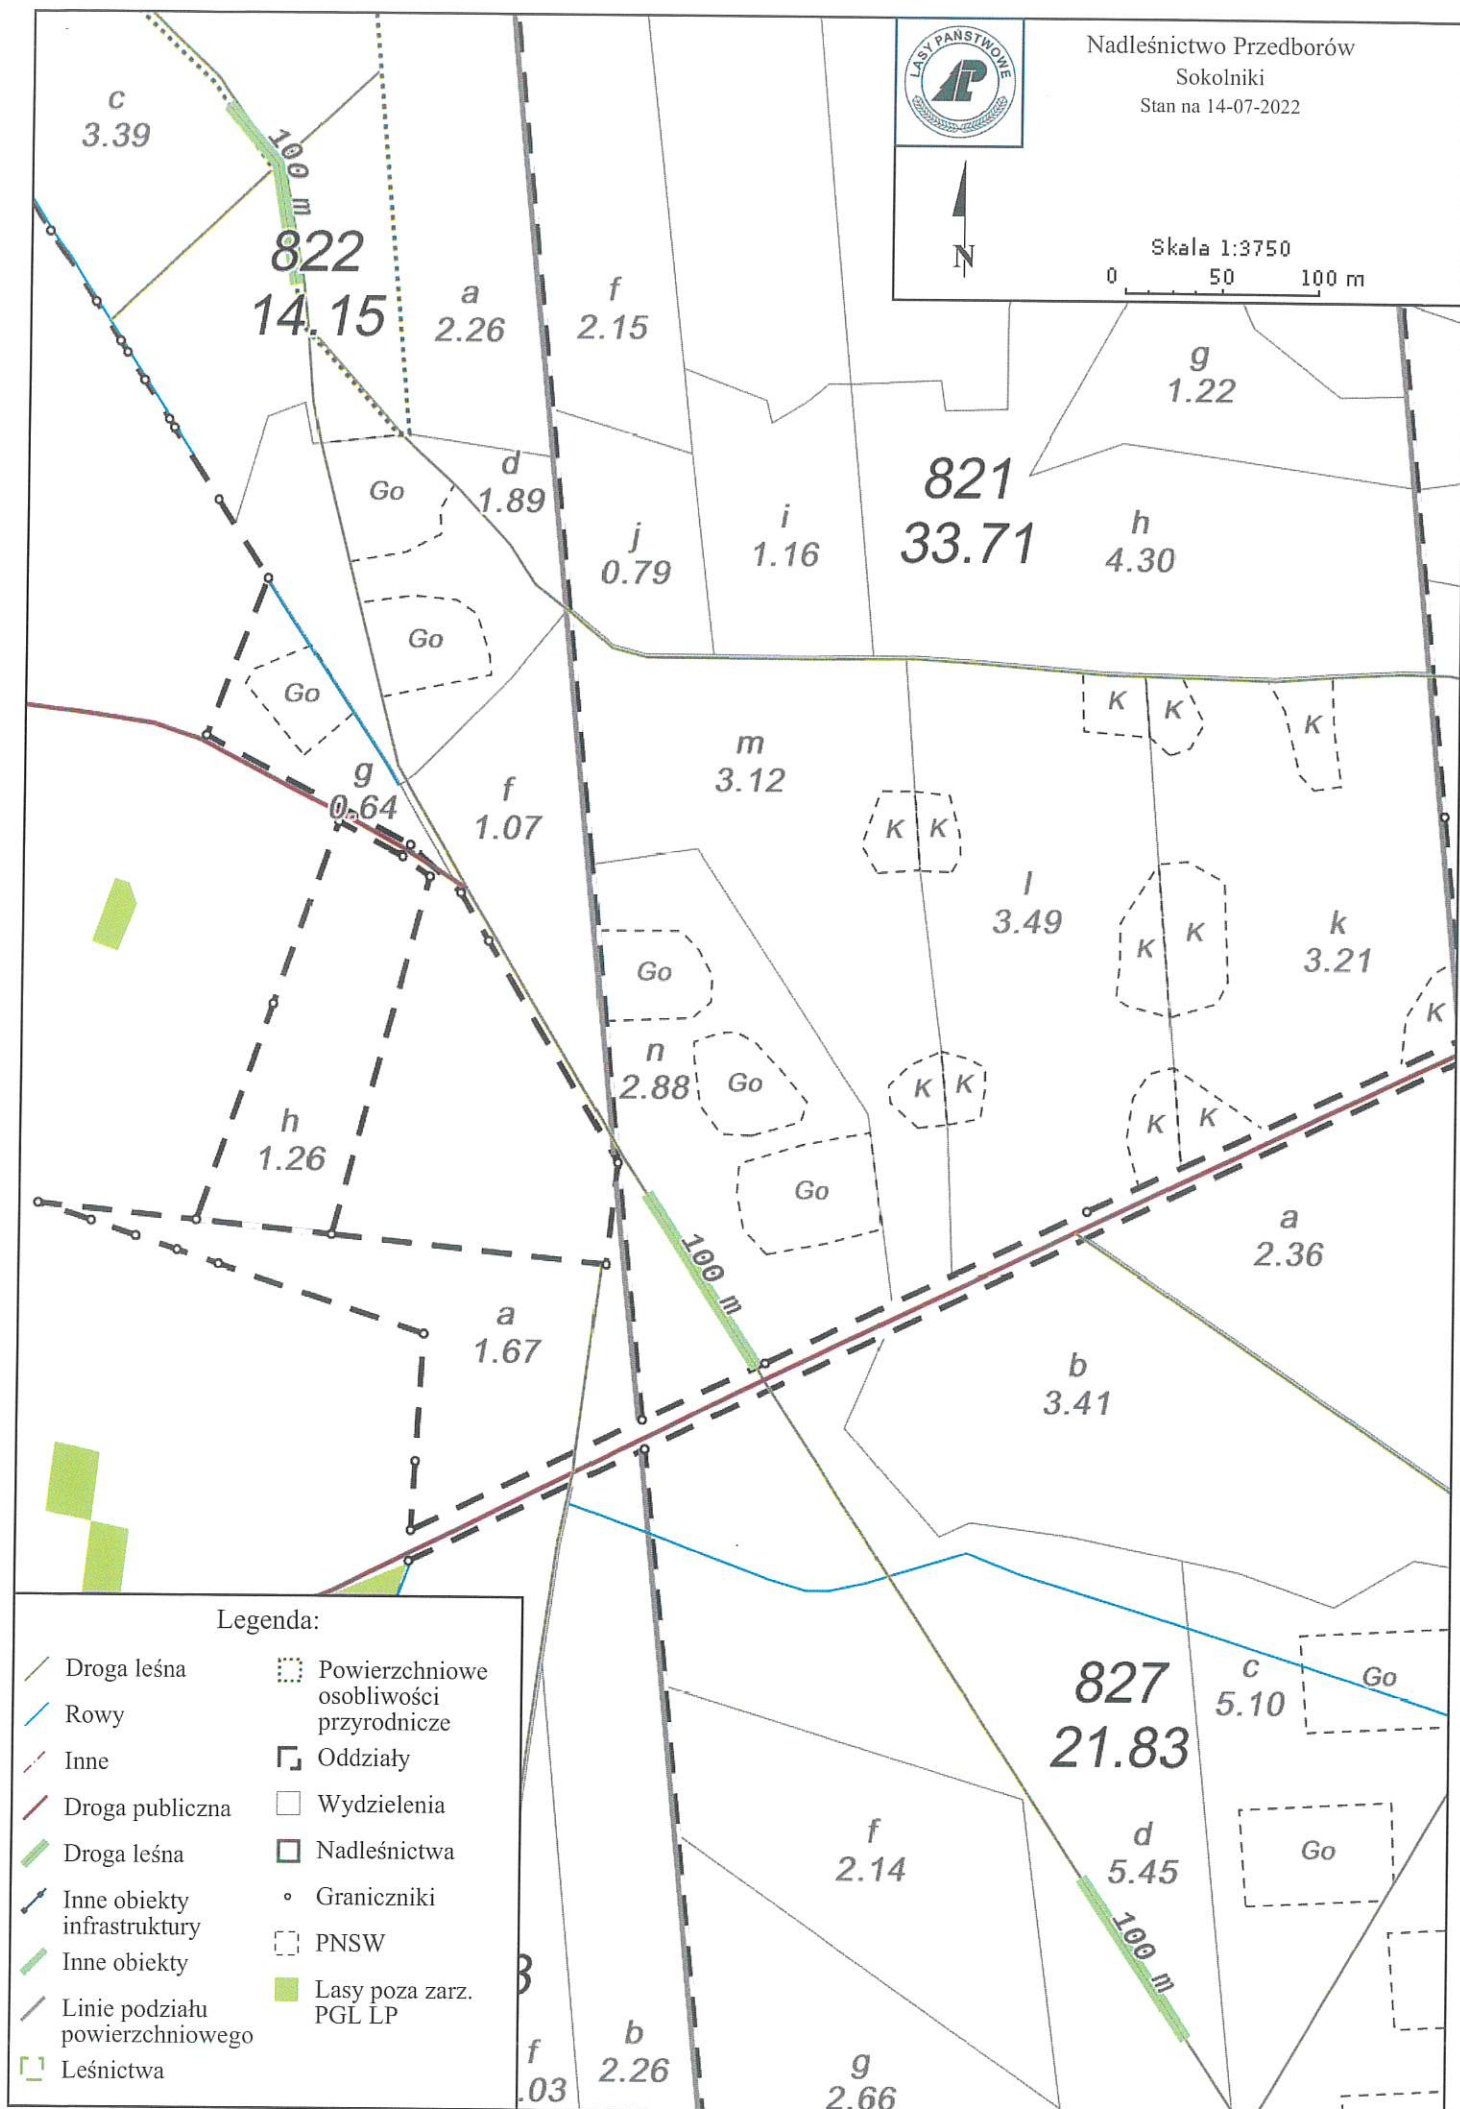 LASY PAŃSTWOWE
LP
Nadleśnictwo Przedborów
Sokolniki
Stan na 14-07-2022
N
Skala 1:3750
0 50 100 m
c
3.39
100 m
822
14.15
a
2.26
f
2.15
g
1.22
Go
d
1.89
j
0.79
i
1.16
821
33.71
h
4.30
Go
Go
g
0.64
f
1.07
m
3.12
K
K
K
K
K
l
3.49
K
K
k
3.21
K
Go
n
2.88
Go
K
K
K
K
Go
h
1.26
100 m
a
2.36
a
1.67
b
3.41
827
21.83
c
5.10
Go
f
2.14
d
5.45
Go
100 m
3
f
.03
b
2.26
g
2.66
Legenda:
Droga leśna
Rowy
Inne
Droga publiczna
Droga leśna
Inne obiekty
infrastruktury
Inne obiekty
Linie podziału
powierzchniowego
Leśnictwa
Powierzchniowe
osobliwości
przyrodnicze
Oddziały
Wydzielenia
Nadleśnictwa
Graniczniki
PNSW
Lasy poza zarz.
PGL LP